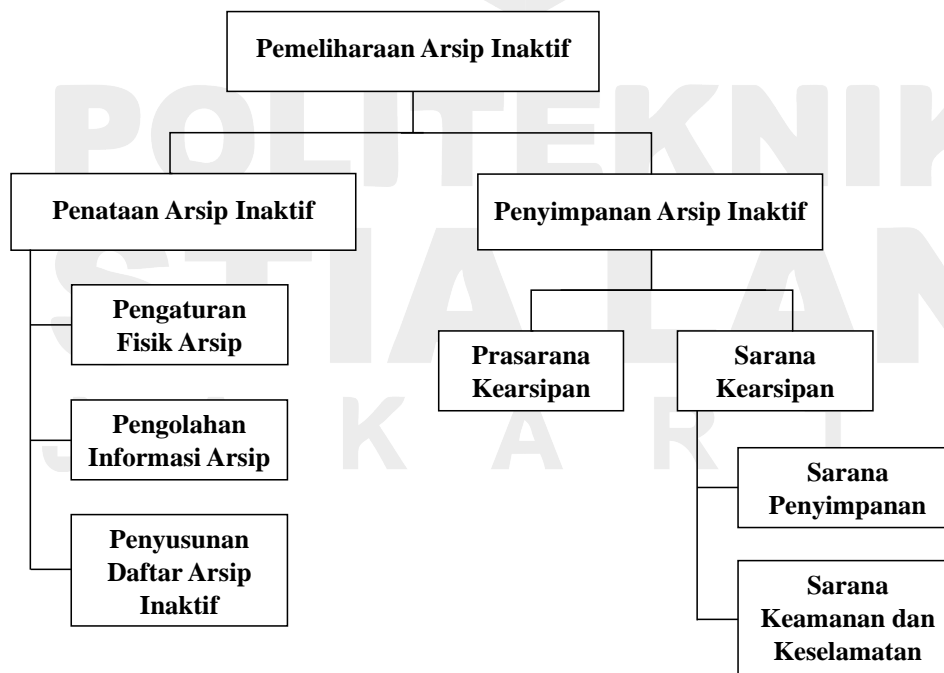 Pemeliharaan Arsip Inaktif
Penataan Arsip Inaktif
Penyimpanan Arsip Inaktif
Pengaturan
Fisik Arsip
Pengolahan
Informasi Arsip
Penyusunan
Daftar Arsip
Inaktif
Prasarana
Kearsipan
Sarana
Kearsipan
Sarana
Penyimpanan
Sarana
Keamanan dan
Keselamatan
POLITEKNIK
STIA LAN